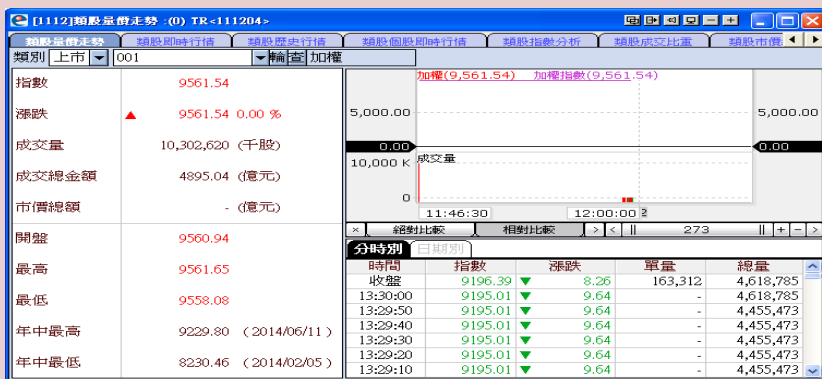 [1112]類股量價走勢 :(0) TR<111204>
類股量價走勢 類股即時行情 類股歷史行情 類股個股即時行情 類股指數分析 類股成交比重 類股市價
類別 上市 001 輪 查 加權
指數 9561.54
漲跌 ▲ 9561.54 0.00 %
成交量 10,302,620 (千股)
成交總金額 4895.04 (億元)
市價總額 - (億元)
開盤 9560.94
最高 9561.65
最低 9558.08
年中最高 9229.80 (2014/06/11)
年中最低 8230.46 (2014/02/05)
加權(9,561.54) 加權指數(9,561.54)
5,000.00 5,000.00
0.00 0.00
10,000 K 成交量
0
11:46:30 12:00:00 2
× 絕對比較 相對比較 > < || 273 || + - >
分時別 日期別
時間 指數 漲跌 單量 總量
收盤 9196.39 ▼ 8.26 163,312 4,618,785
13:30:00 9195.01 ▼ 9.64 - 4,618,785
13:29:50 9195.01 ▼ 9.64 - 4,455,473
13:29:40 9195.01 ▼ 9.64 - 4,455,473
13:29:30 9195.01 ▼ 9.64 - 4,455,473
13:29:20 9195.01 ▼ 9.64 - 4,455,473
13:29:10 9195.01 ▼ 9.64 - 4,455,473